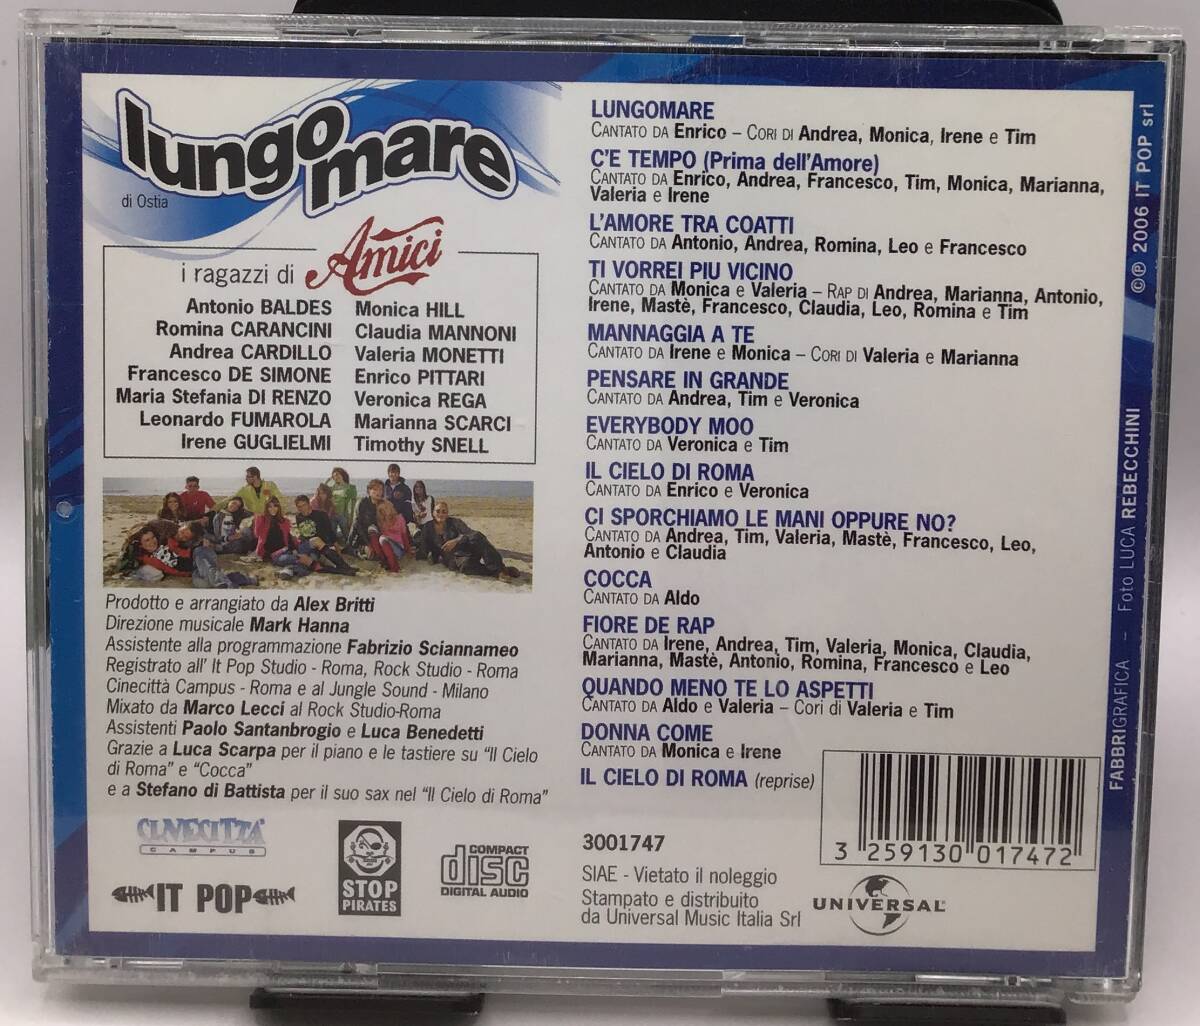 lungo mare
di Ostia
i ragazzi di Amici
Antonio BALDES
Romina CARANCINI
Andrea CARDILLO
Francesco DE SIMONE
Maria Stefania DI RENZO
Leonardo FUMAROLA
Irene GUGLIELMI
Monica HILL
Claudia MANNONI
Valeria MONETTI
Enrico PITTARI
Veronica REGA
Marianna SCARCI
Timothy SNELL
Prodotto e arrangiato da Alex Britti
Direzione musicale Mark Hanna
Assistente alla programmazione Fabrizio Sciannameo
Registrato all' It Pop Studio - Roma, Rock Studio - Roma
Cinecittà Campus - Roma e al Jungle Sound - Milano
Mixato da Marco Lecci al Rock Studio-Roma
Assistenti Paolo Santanbrogio e Luca Benedetti
Grazie a Luca Scarpa per il piano e le tastiere su “Il Cielo
di Roma” e “Cocca”
e a Stefano di Battista per il suo sax nel “Il Cielo di Roma”
CINECITTÀ
CAMPUS
IT POP
STOP
PIRATES
COMPACT
disc
DIGITAL AUDIO
LUNGOMARE
CANTATO DA Enrico – CORI DI Andrea, Monica, Irene e Tim
C'E TEMPO (Prima dell'Amore)
CANTATO DA Enrico, Andrea, Francesco, Tim, Monica, Marianna,
Valeria e Irene
L'AMORE TRA COATTI
CANTATO DA Antonio, Andrea, Romina, Leo e Francesco
TI VORREI PIU VICINO
CANTATO DA Monica e Valeria – RAP DI Andrea, Marianna, Antonio,
Irene, Mastè, Francesco, Claudia, Leo, Romina e Tim
MANNAGGIA A TE
CANTATO DA Irene e Monica – CORI DI Valeria e Marianna
PENSARE IN GRANDE
CANTATO DA Andrea, Tim e Veronica
EVERYBODY MOO
CANTATO DA Veronica e Tim
IL CIELO DI ROMA
CANTATO DA Enrico e Veronica
CI SPORCHIAMO LE MANI OPPURE NO?
CANTATO DA Andrea, Tim, Valeria, Mastè, Francesco, Leo,
Antonio e Claudia
COCCA
CANTATO DA Aldo
FIORE DE RAP
CANTATO DA Irene, Andrea, Tim, Valeria, Monica, Claudia,
Marianna, Mastè, Antonio, Romina, Francesco e Leo
QUANDO MENO TE LO ASPETTI
CANTATO DA Aldo e Valeria – Cori di Valeria e Tim
DONNA COME
CANTATO DA Monica e Irene
IL CIELO DI ROMA (reprise)
3001747
SIAE - Vietato il noleggio
Stampato e distribuito
da Universal Music Italia Srl
3 259130 017472
UNIVERSAL
FABBRIGRAFICA – Foto LUCA REBECCHINI
©℗ 2006 IT POP srl